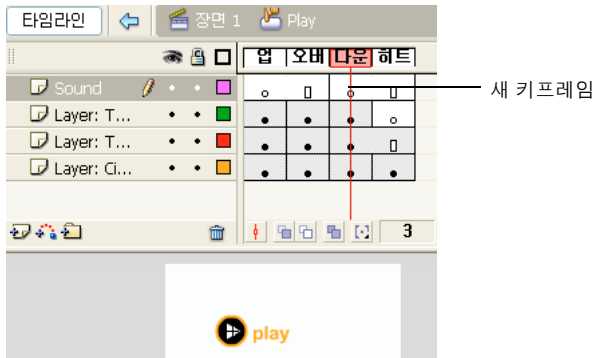 타임라인 장면 1 Play
업 오버 다운 히트
Sound
새 키프레임
Layer: T...
Layer: T...
Layer: Ci...
3
play